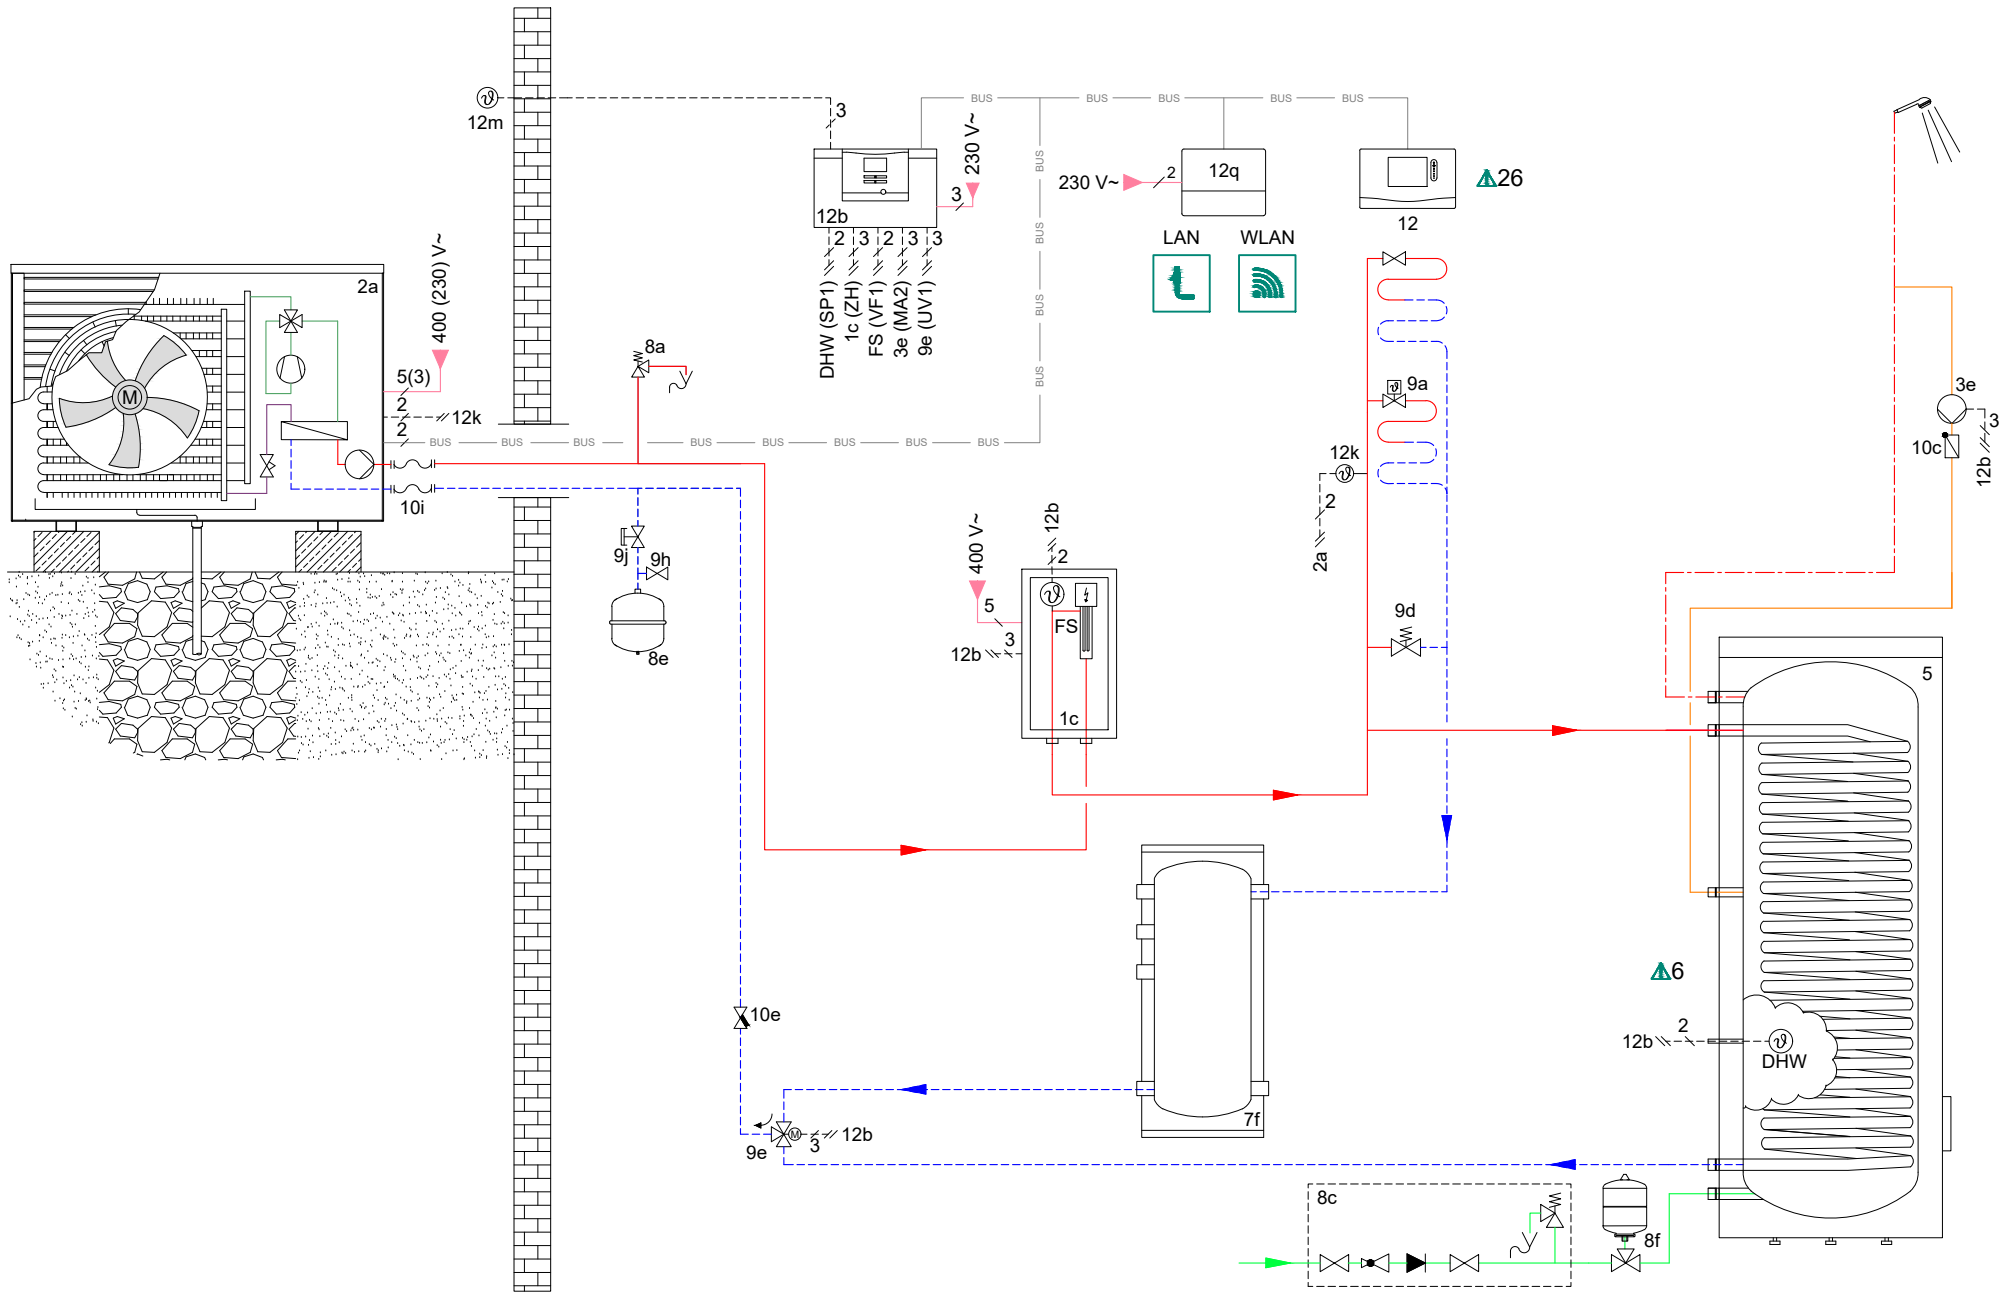 BUS BUS BUS BUS BUS
12m
3
230 V~
12b
3
2 3 2 3 3
DHW (SP1)
1c (ZH)
FS (VF1)
3e (MA2)
9e (UV1)
BUS
BUS
BUS
BUS
230 V~
2
12q
LAN
WLAN
12
26
2a
400 (230) V~
5(3)
2
12k
2
BUS BUS BUS BUS BUS BUS BUS BUS
M
10i
8a
9j
9h
8e
9a
12k
2
2a
3e
3
10c
12b
400 V~
5
12b
2
3
12b
FS
1c
9d
5
10e
6
12b
2
DHW
7f
9e
M
3
12b
8c
8f